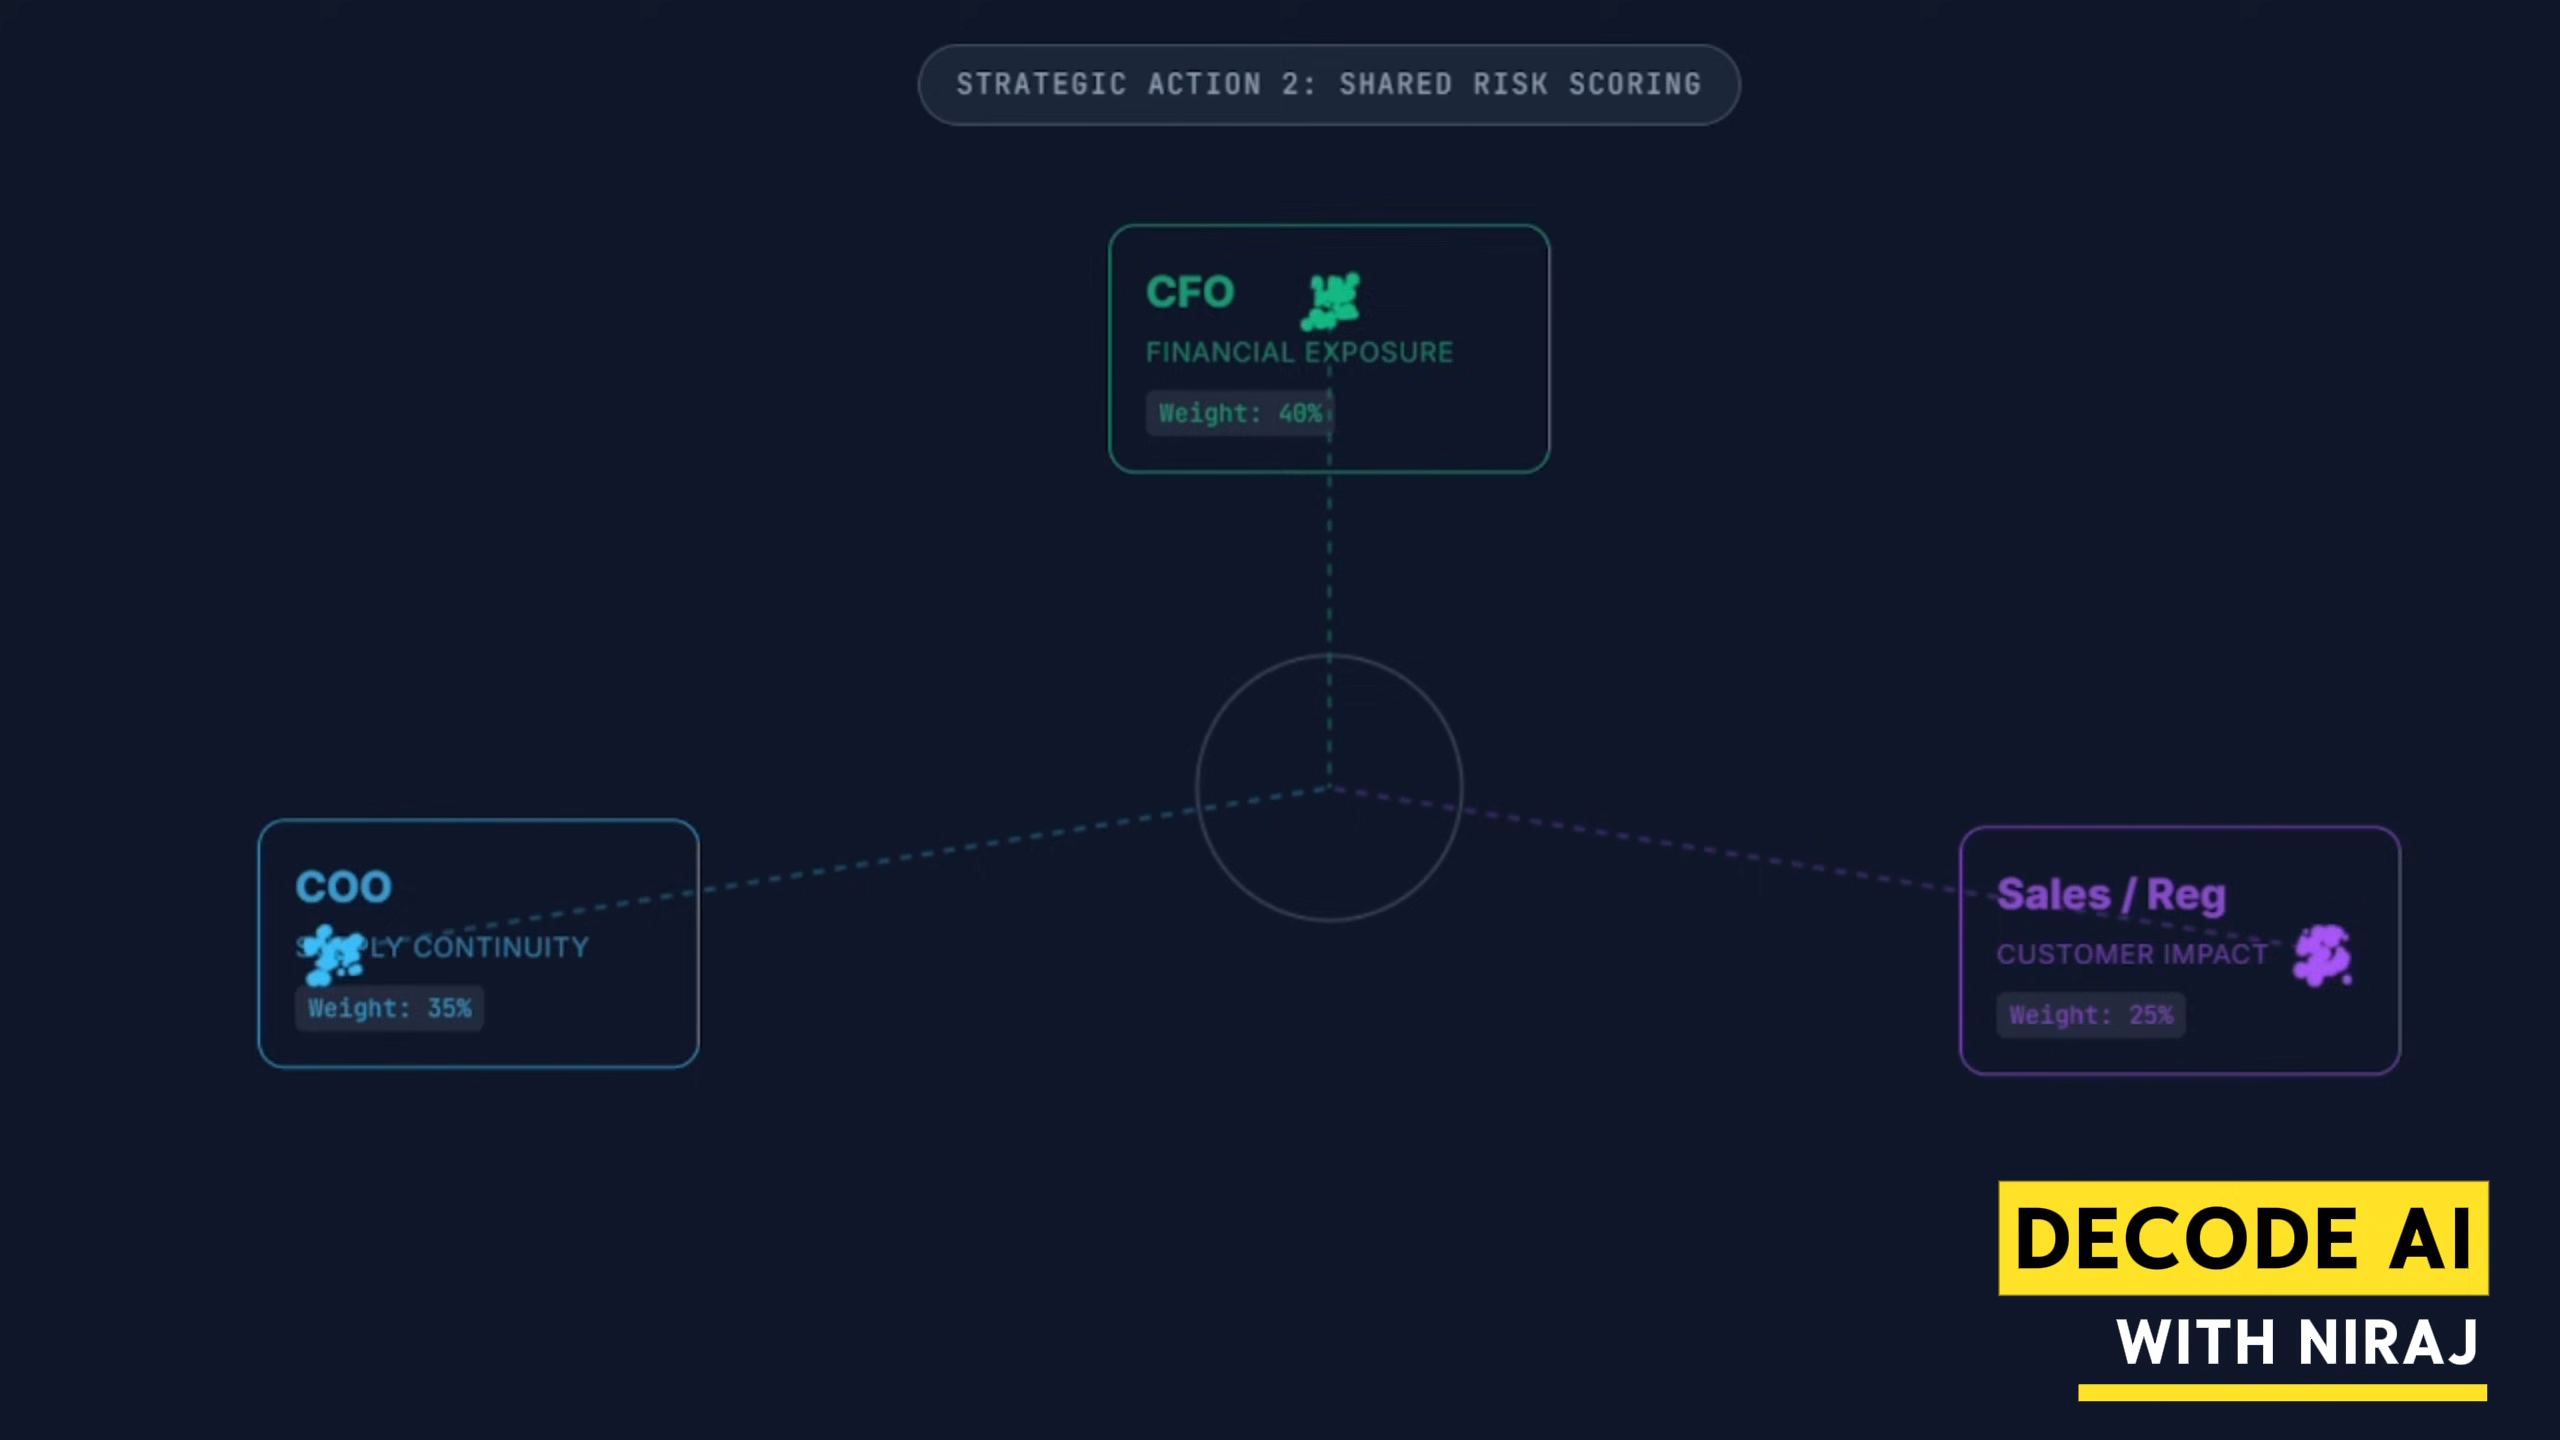 STRATEGIC ACTION 2: SHARED RISK SCORING
CFO
FINANCIAL EXPOSURE
Weight: 40%
COO
SUPPLY CONTINUITY
Weight: 35%
Sales / Reg
CUSTOMER IMPACT
Weight: 25%
DECODE AI
WITH NIRAJ